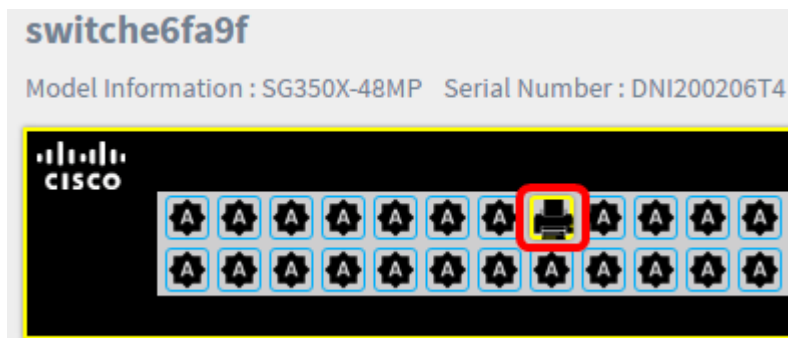 switche6fa9f
Model Information : SG350X-48MP Serial Number : DNI200206T4
CISCO
A A A A A A A A A A A
A A A A A A A A A A A A